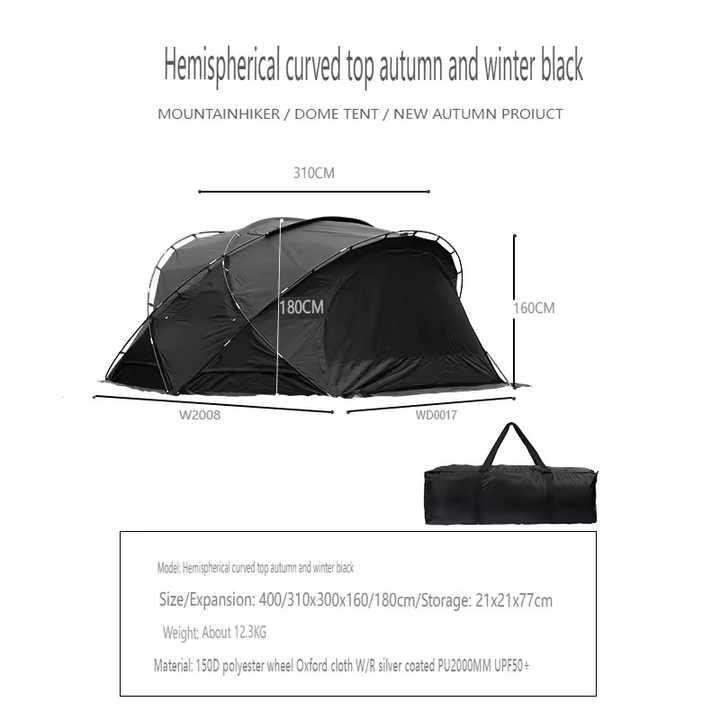 Hemispherical curved top autumn and winter black
MOUNTAINHIKER / DOME TENT / NEW AUTUMN PROIUCT
310CM
180CM
160CM
W2008
WD0017
Model: Hemispherical curved top autumn and winter black
Size/Expansion: 400/310x300x160/180cm/Storage: 21x21x77cm
Weight: About 12.3KG
Material: 150D polyester wheel Oxford cloth W/R silver coated PU2000MM UPF50+